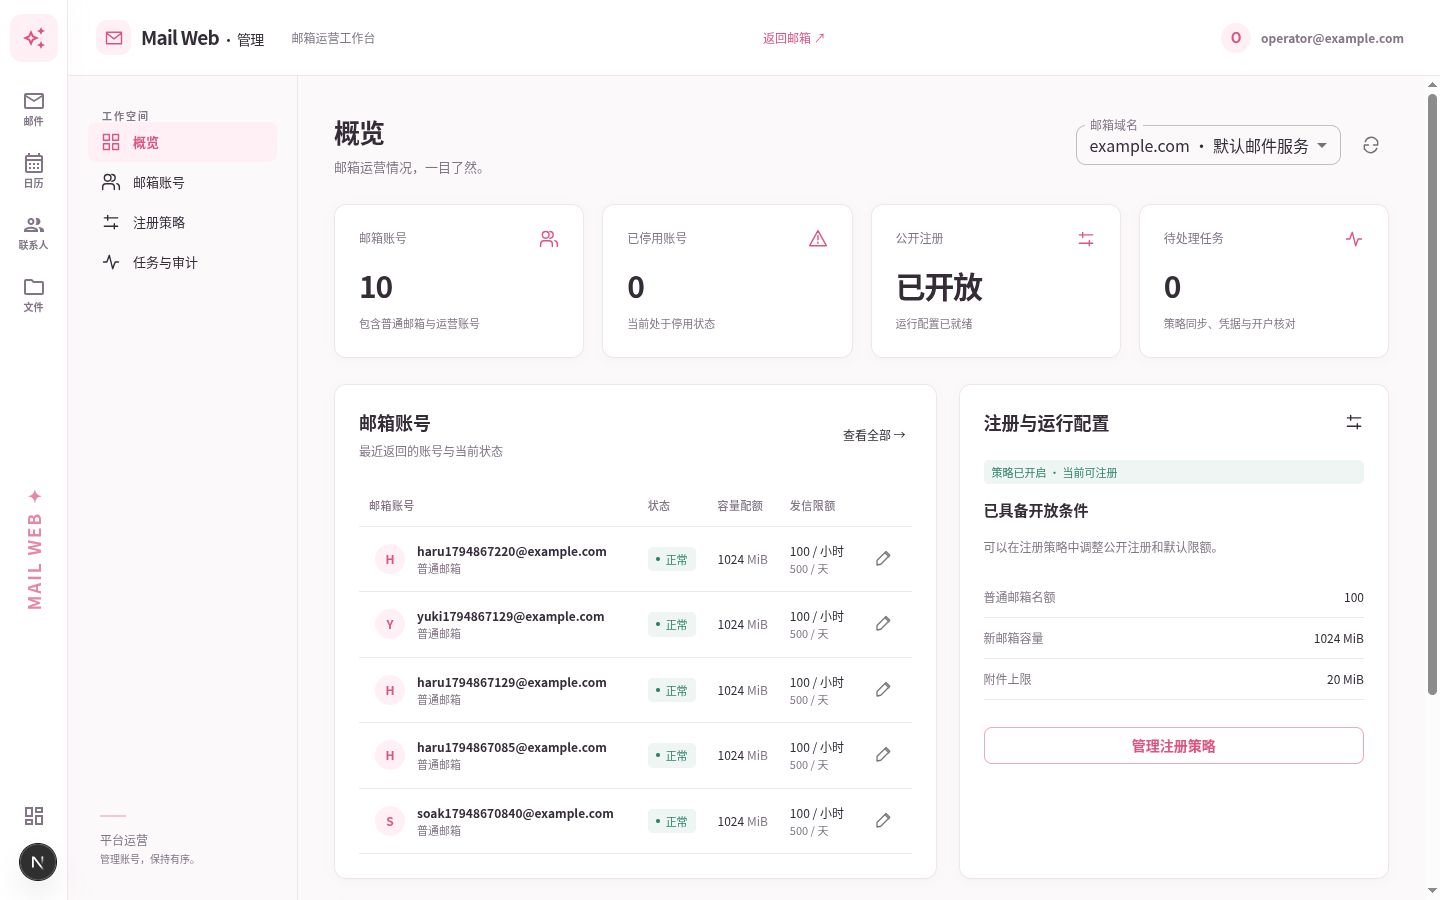 Mail Web · 管理
邮箱运营工作台
返回邮箱 ↗
O
operator@example.com
邮件
日历
联系人
文件
MAIL WEB ✦
N
工作空间
概览
邮箱账号
注册策略
任务与审计
平台运营
管理账号，保持有序。
概览
邮箱运营情况，一目了然。
邮箱域名
example.com · 默认邮件服务
邮箱账号
10
包含普通邮箱与运营账号
已停用账号
0
当前处于停用状态
公开注册
已开放
运行配置已就绪
待处理任务
0
策略同步、凭据与开户核对
邮箱账号
最近返回的账号与当前状态
查看全部 →
邮箱账号 状态 容量配额 发信限额
H haru1794867220@example.com 正常 1024 MiB 100 / 小时
普通邮箱 500 / 天
Y yuki1794867129@example.com 正常 1024 MiB 100 / 小时
普通邮箱 500 / 天
H haru1794867129@example.com 正常 1024 MiB 100 / 小时
普通邮箱 500 / 天
H haru1794867085@example.com 正常 1024 MiB 100 / 小时
普通邮箱 500 / 天
S soak17948670840@example.com 正常 1024 MiB 100 / 小时
普通邮箱 500 / 天
注册与运行配置
策略已开启 · 当前可注册
已具备开放条件
可以在注册策略中调整公开注册和默认限额。
普通邮箱名额 100
新邮箱容量 1024 MiB
附件上限 20 MiB
管理注册策略